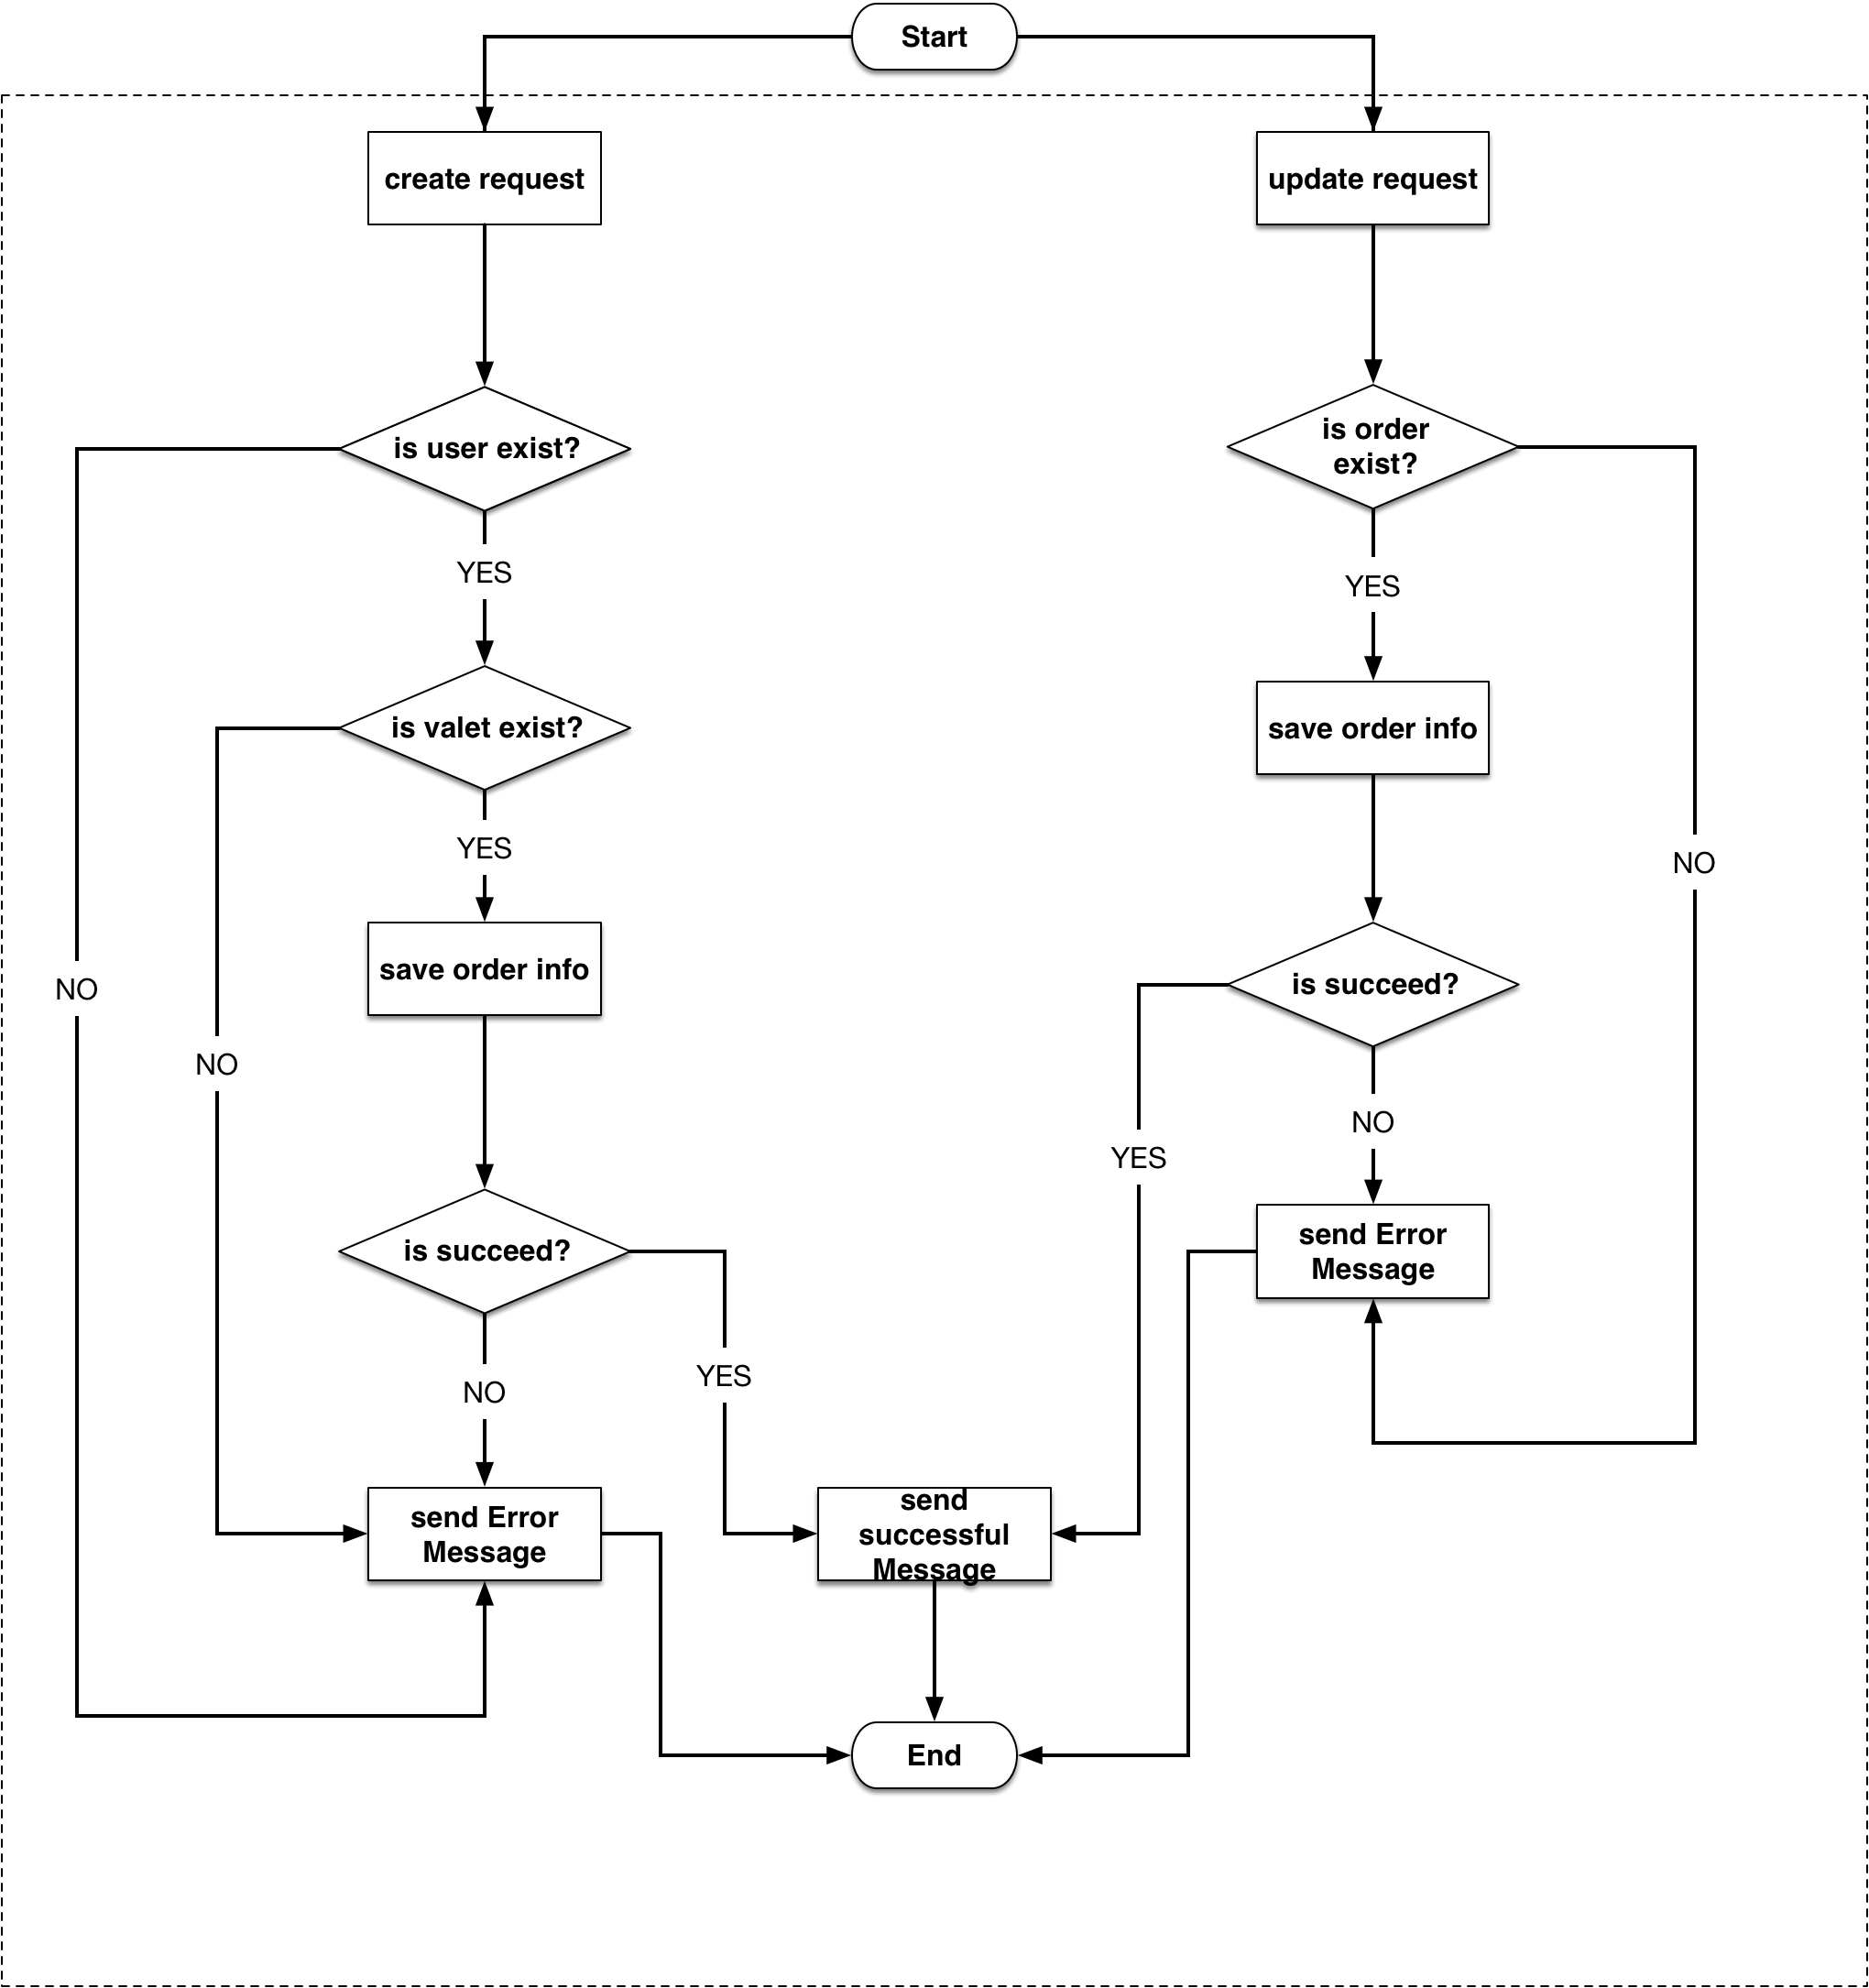 Start
create request
update request
is user exist?
is order
exist?
YES
YES
is valet exist?
save order info
YES
NO
save order info
is succeed?
NO
NO
NO
YES
is succeed?
send Error
Message
YES
NO
send Error
Message
send
successful
Message
End